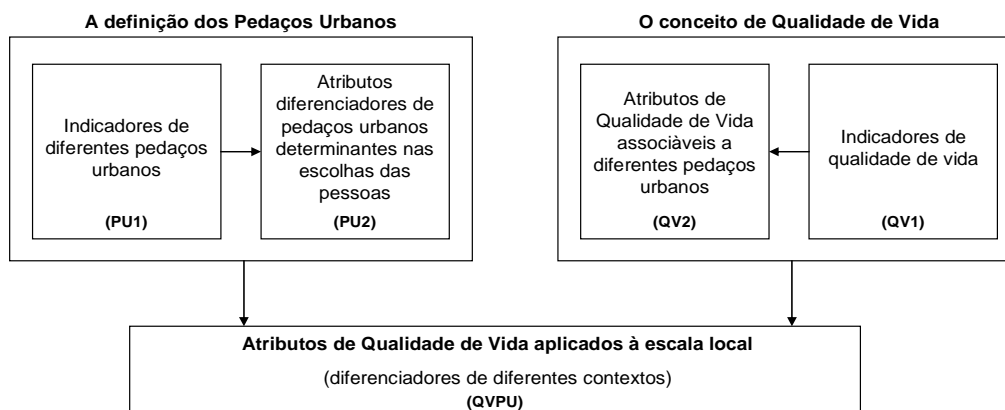 A definição dos Pedaços Urbanos
Indicadores de
diferentes pedaços
urbanos
(PU1)
Atributos
diferenciadores de
pedaços urbanos
determinantes nas
escolhas das
pessoas
(PU2)
O conceito de Qualidade de Vida
Atributos de
Qualidade de Vida
associàveis a
diferentes pedaços
urbanos
(QV2)
Indicadores de
qualidade de vida
(QV1)
Atributos de Qualidade de Vida aplicados à escala local
(diferenciadores de diferentes contextos)
(QVPU)